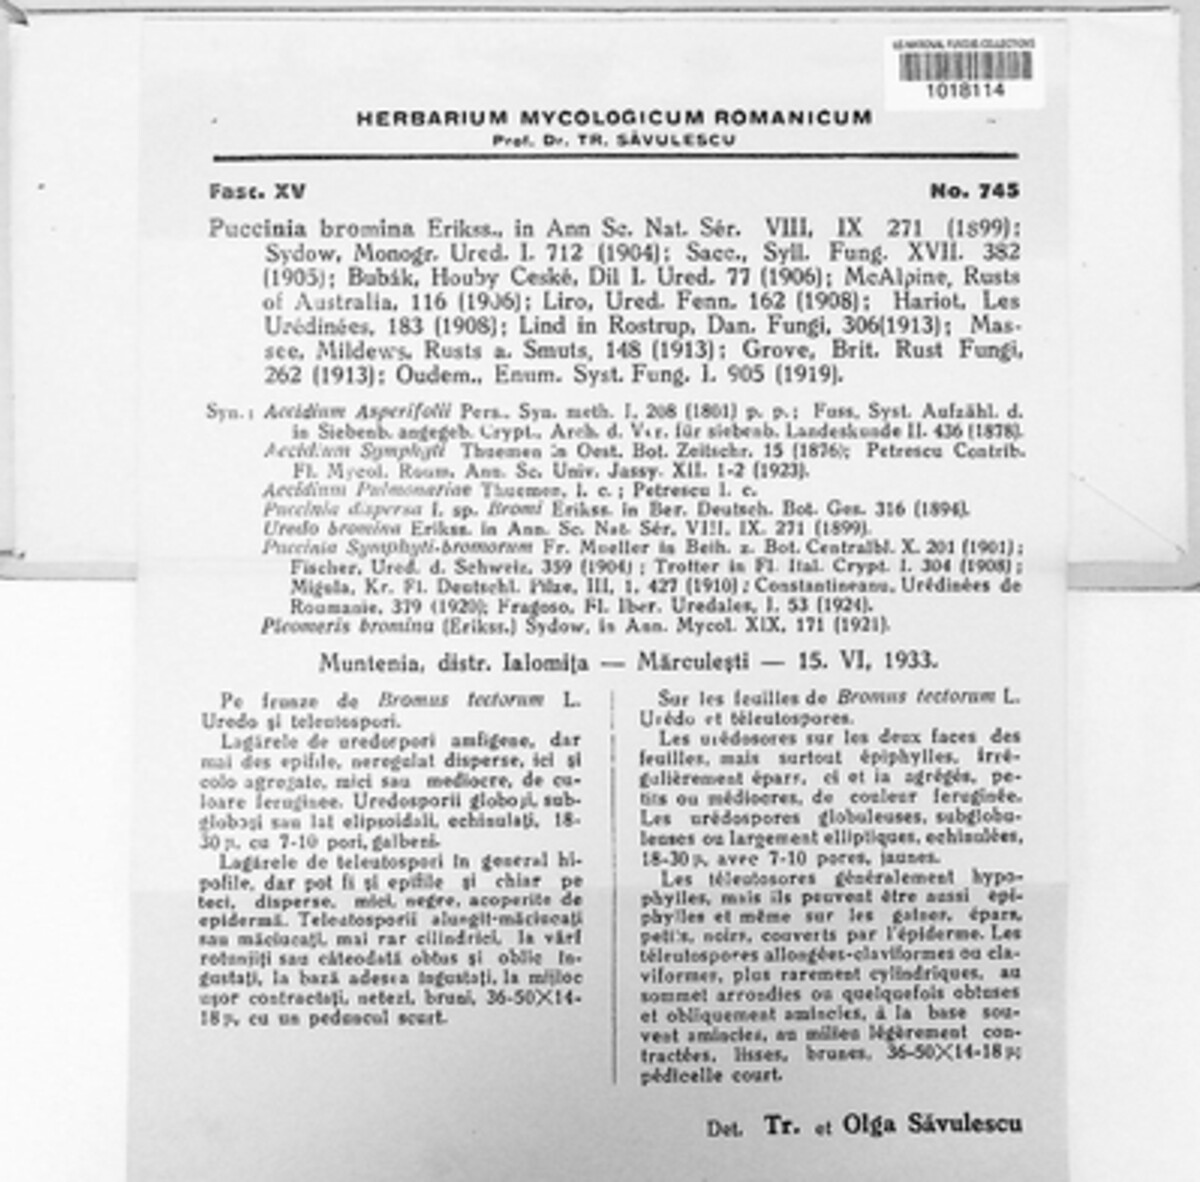 US NATIONAL FUNGUS COLLECTIONS
1018114
HERBARIUM MYCOLOGICUM ROMANICUM
Prof. Dr. TR. SĂVULESCU
Fasc. XV
No. 745
Puccinia bromina Erikss., in Ann Sc. Nat. Sér. VIII, IX 271 (1899);
Sydow, Monogr. Ured. I. 712 (1904); Sacc., Syll. Fung. XVII. 382
(1905); Bubák, Houby Ceské, Dil I. Ured. 77 (1906); McAlpine, Rusts
of Australia, 116 (1906); Liro, Ured. Fenn. 162 (1908); Hariot, Les
Urédinées, 183 (1908); Lind in Rostrup, Dan. Fungi, 306(1913); Mas-
see, Mildews, Rusts a. Smuts, 148 (1913); Grove, Brit. Rust Fungi,
262 (1913); Oudem., Enum. Syst. Fung. I. 905 (1919).
Syn.: Aecidium Asperifolii Pers., Syn. meth. I, 208 (1801) p. p.; Fuss, Syst. Aufzähl. d.
in Siebenb. angegeb. Crypt., Arch. d. Ver. für siebenb. Landeskunde II. 436 (1878).
Aecidium Symphyti Thuemen in Oest. Bot. Zeitschr. 15 (1876); Petrescu Contrib.
Fl. Mycol. Roum. Ann. Sc. Univ. Jassy. XII. 1-2 (1923).
Aecidium Pulmonariae Thuemen, l. c.; Petrescu l. c.
Puccinia dispersa f. sp. Bromi Erikss. in Ber. Deutsch. Bot. Ges. 316 (1894).
Uredo bromina Erikss. in Ann. Sc. Nat. Sér, VIII, IX. 271 (1899).
Puccinia Symphyti-bromorum Fr. Mueller in Beih. z. Bot. Centralbl. X. 201 (1901);
Fischer, Ured. d. Schweiz, 359 (1904); Trotter in Fl. Ital. Crypt. I. 304 (1908);
Migula, Kr. Fl. Deutschl. Pilze, III, 1, 427 (1910); Constantineanu, Urédinées de
Roumanie, 379 (1920); Fragoso, Fl. Iber. Uredales, I. 53 (1924).
Pleomeris bromina (Erikss.) Sydow, in Ann. Mycol. XIX, 171 (1921).
Muntenia, distr. Ialomița — Mărculești — 15. VI, 1933.
Pe frunze de Bromus tectorum L.
Uredo și teleutospori.
Lagărele de uredorpori amfigene, dar
mai des epifile, neregulat disperse, ici și
colo agregate, mici sau mediocre, de cu-
loare feruginee. Uredosporii globoși, sub-
globoși sau lat elipsoidali, echinulați, 18-
30 µ, cu 7-10 pori, galbeni.
Lagărele de teleutospori în general hi-
pofile, dar pot fi și epifile și chiar pe
teci, disperse, mici, negre, acoperite de
epidermă. Teleutosporii alungit-măciucați
sau măciucați, mai rar cilindrici, la vârf
rotunjiți sau câteodată obtus și oblic în-
gustați, la bază adesea îngustați, la mijloc
ușor contractați, netezi, bruni, 36-50×14-
18 µ, cu un peduncul scurt.
Sur les feuilles de Bromus tectorum L.
Urédo et téleutospores.
Les urédosores sur les deux faces des
feuilles, mais surtout épiphylles, irré-
gulièrement épars, ci et la agrégés, pe-
tits ou médiocres, de couleur feruginée.
Les urédospores globuleuses, subglobu-
leuses ou largement elliptiques, echinulées,
18-30 µ, avec 7-10 pores, jaunes.
Les téleutosores généralement hypo-
phylles, mais ils peuvent être aussi épi-
phylles et même sur les gaines, épars,
petits, noirs, couverts par l'épiderme. Les
téleutospores allongées-claviformes ou cla-
viformes, plus rarement cylindriques, au
sommet arrondies ou quelquefois obtuses
et obliquement amincies, à la base sou-
vent amincies, au milieu légèrement con-
tractées, lisses, brunes, 36-50×14-18 µ;
pédicelle court.
Det. Tr. et Olga Săvulescu